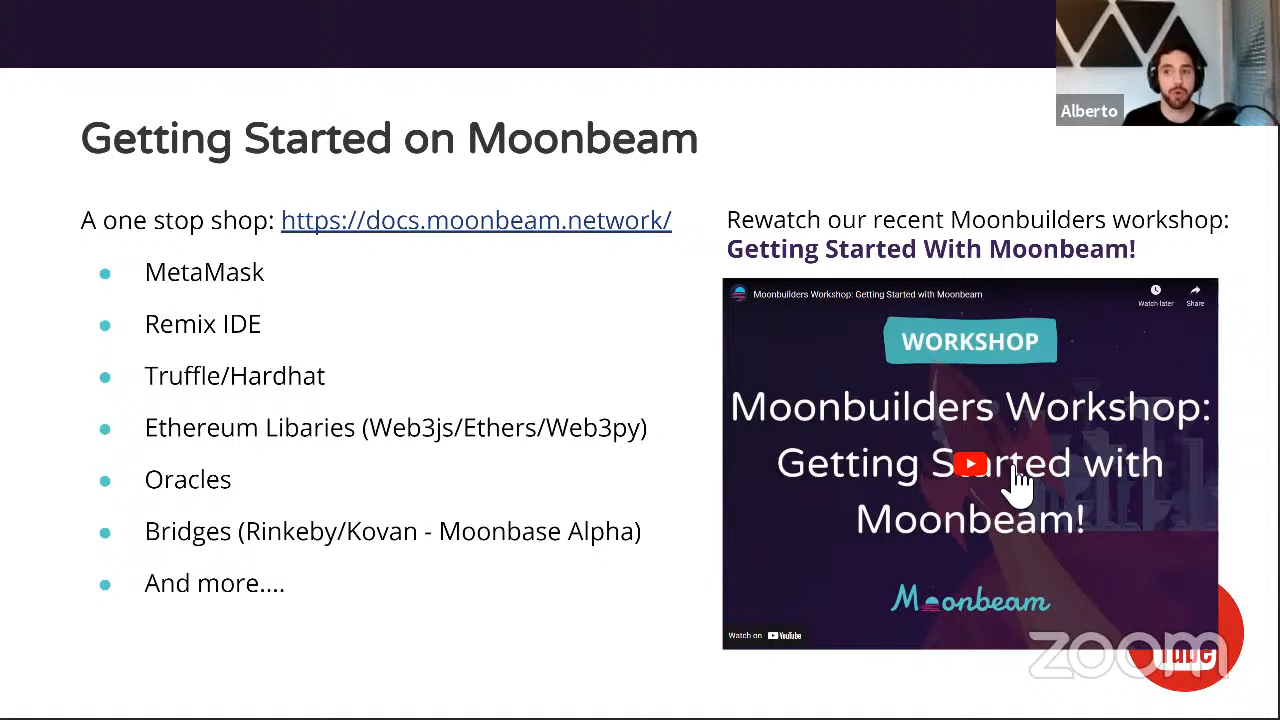 Alberto
Getting Started on Moonbeam
A one stop shop: https://docs.moonbeam.network/
MetaMask
Remix IDE
Truffle/Hardhat
Ethereum Libaries (Web3js/Ethers/Web3py)
Oracles
Bridges (Rinkeby/Kovan - Moonbase Alpha)
And more....
Rewatch our recent Moonbuilders workshop:
Getting Started With Moonbeam!
Moonbuilders Workshop: Getting Started with Moonbeam
Watch later
Share
WORKSHOP
Moonbuilders Workshop:
Getting Started with
Moonbeam!
Moonbeam
Watch on YouTube
zoom
Tube